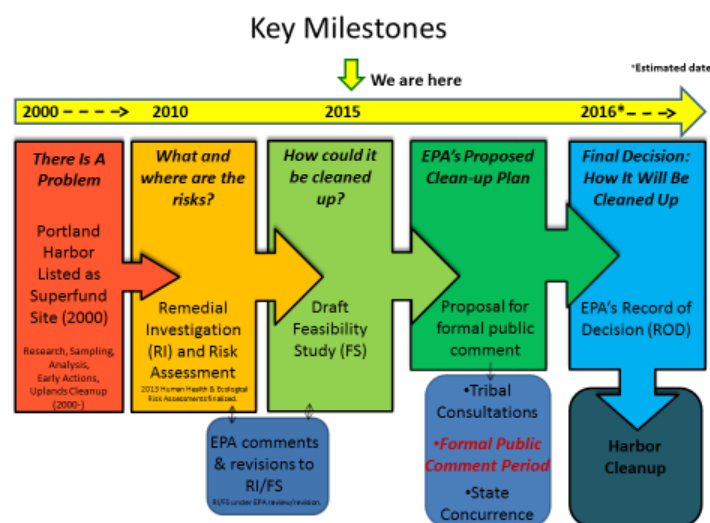 Key Milestones
We are here
*Estimated date
2000 – – – –> 2010 2015 2016* – – –>
There Is A
Problem
Portland
Harbor
Listed as
Superfund
Site (2000)
Research, Sampling,
Analysis,
Early Actions,
Uplands Cleanup
(2000-)
What and
where are the
risks?
Remedial
Investigation
(RI) and Risk
Assessment
2013 Human Health & Ecological
Risk Assessments finalized.
How could it
be cleaned
up?
Draft
Feasibility
Study (FS)
EPA comments
& revisions to
RI/FS
RI/FS under EPA review/revision.
EPA's Proposed
Clean-up Plan
Proposal for
formal public
comment
•Tribal
Consultations
•Formal Public
Comment Period
•State
Concurrence
Final Decision:
How It Will Be
Cleaned Up
EPA's Record of
Decision (ROD)
Harbor
Cleanup